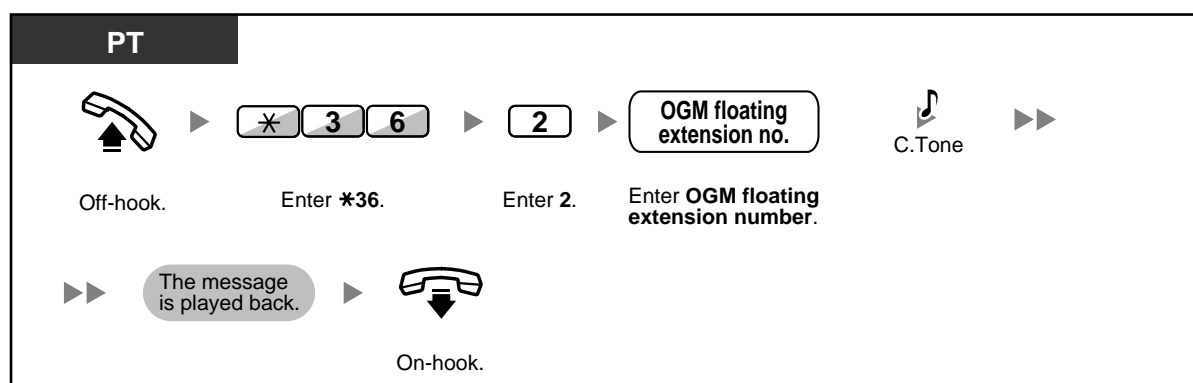 PT
✳ 3 6
2
OGM floating
extension no.
C.Tone
Off-hook.
Enter ✳36.
Enter 2.
Enter OGM floating
extension number.
The message
is played back.
On-hook.